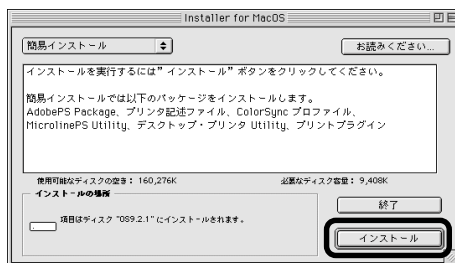 Installer for MacOS
簡易インストール
お読みください...
インストールを実行するには”インストール”ボタンをクリックしてください。
簡易インストールでは以下のパッケージをインストールします。
AdobePS Package、プリンタ記述ファイル、ColorSync プロファイル、
MicrolinePS Utility、デスクトップ・プリンタ Utility、プリントプラグイン
使用可能なディスクの空き：160,276K
必要なディスク容量：9,408K
インストールの場所
項目はディスク "OS9.2.1" にインストールされます。
終了
インストール